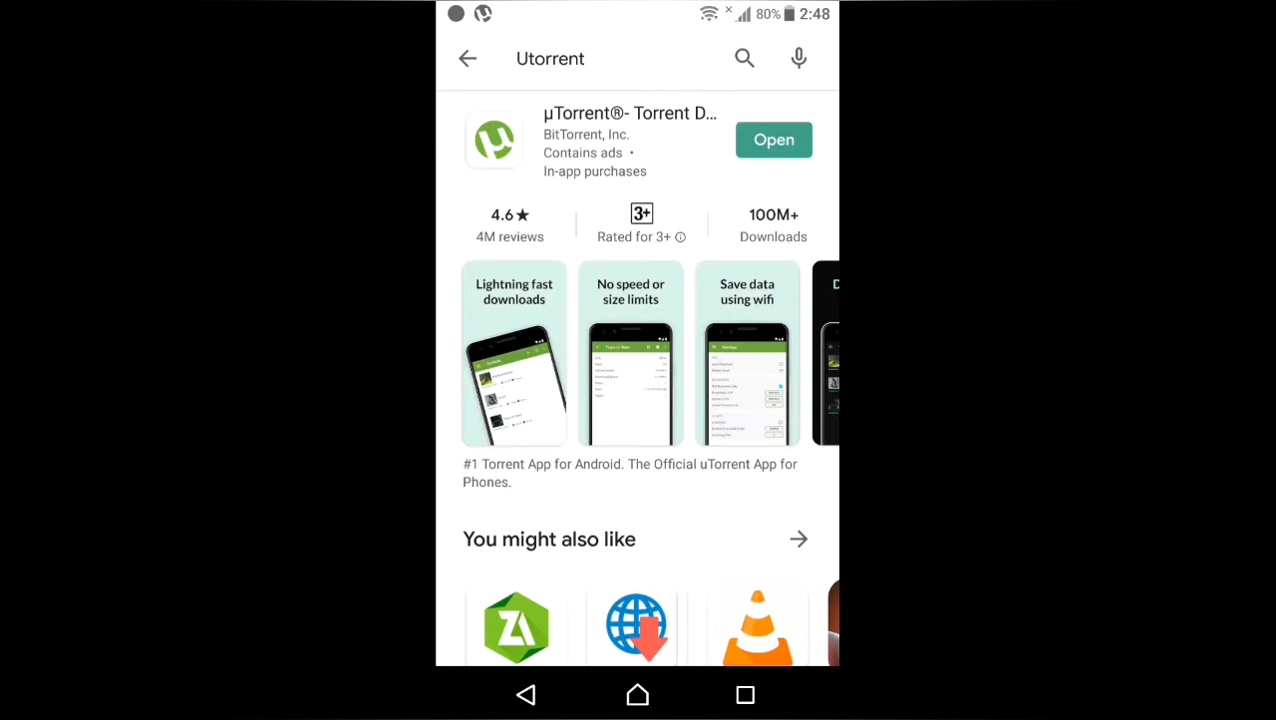 80% 2:48
Utorrent
µTorrent®- Torrent D...
BitTorrent, Inc.
Contains ads •
In-app purchases
Open
4.6★
4M reviews
3+
Rated for 3+
100M+
Downloads
Lightning fast
downloads
No speed or
size limits
Save data
using wifi
D
#1 Torrent App for Android. The Official uTorrent App for
Phones.
You might also like